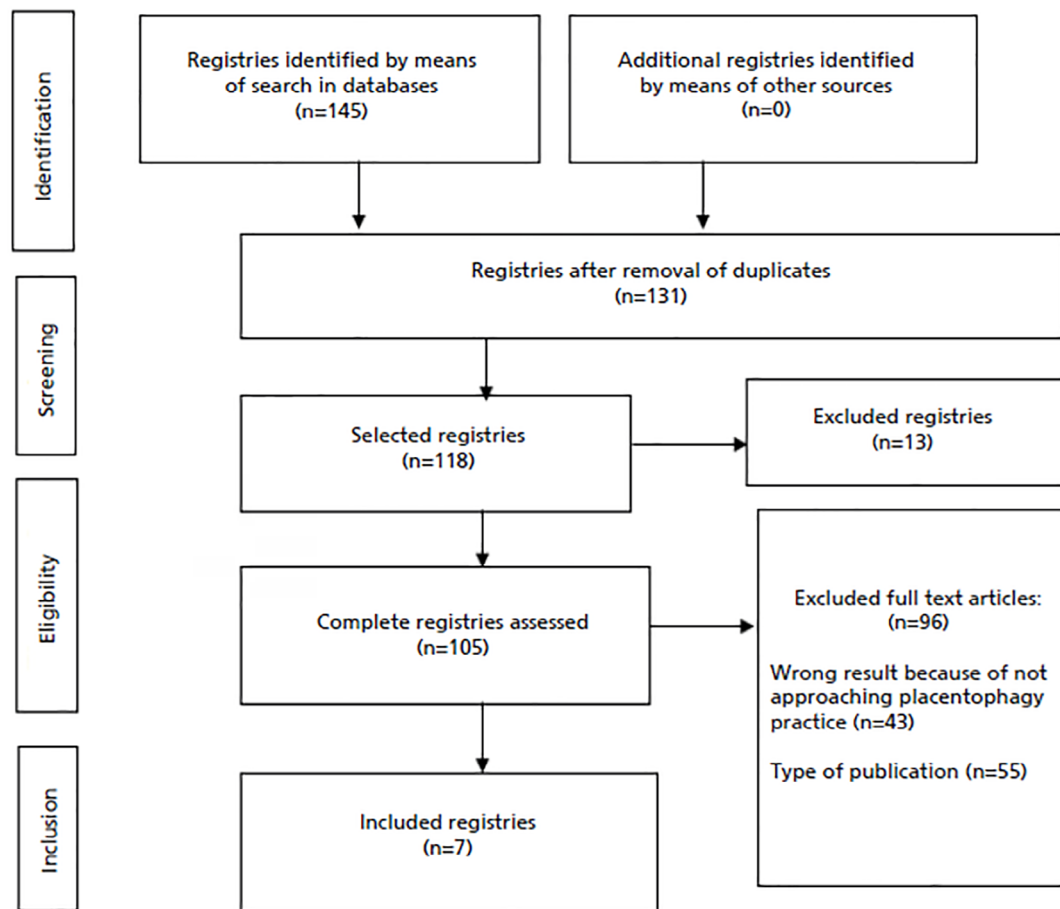 Identification
Registries identified by means
of search in databases
(n=145)
Additional registries identified
by means of other sources
(n=0)
Registries after removal of duplicates
(n=131)
Screening
Selected registries
(n=118)
Excluded registries
(n=13)
Eligibility
Complete registries assessed
(n=105)
Excluded full text articles:
(n=96)
Wrong result because of not
approaching placentophagy
practice (n=43)
Type of publication (n=55)
Inclusion
Included registries
(n=7)